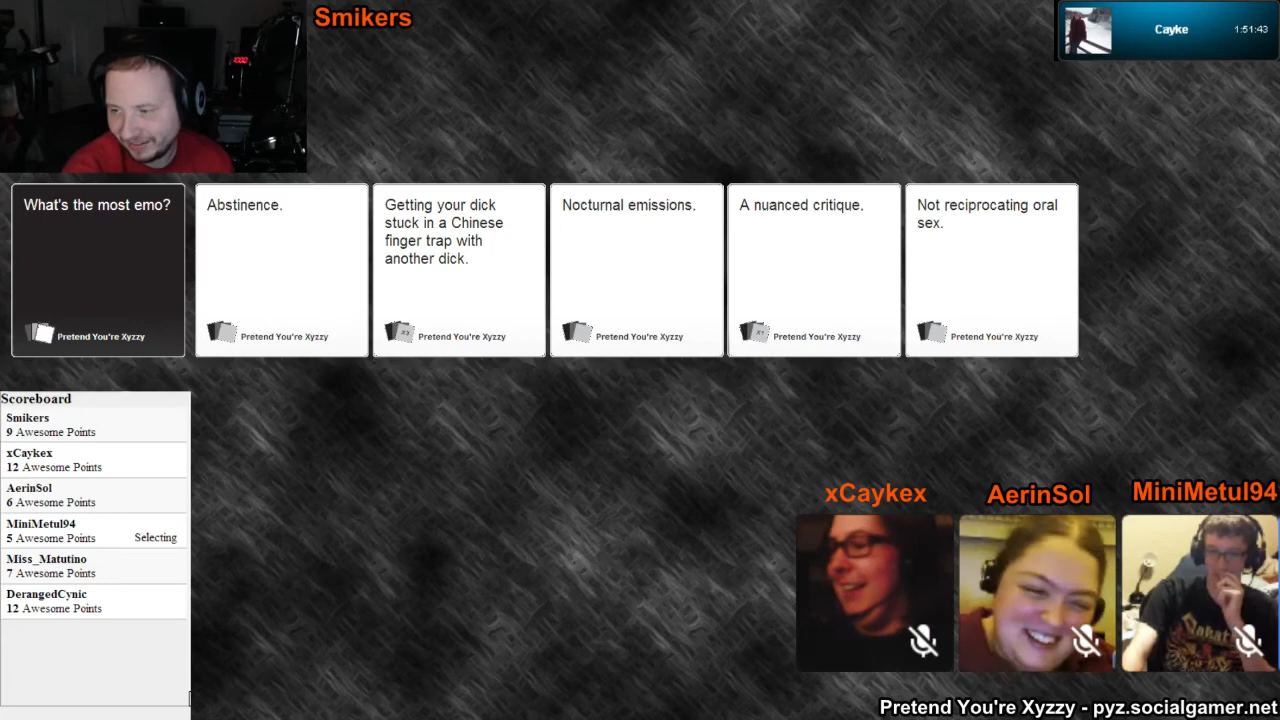 Smikers
Cayke
1:51:43
What's the most emo?
Pretend You're Xyzzy
Abstinence.
Pretend You're Xyzzy
Getting your dick
stuck in a Chinese
finger trap with
another dick.
X3
Pretend You're Xyzzy
Nocturnal emissions.
Pretend You're Xyzzy
A nuanced critique.
X1
Pretend You're Xyzzy
Not reciprocating oral
sex.
Pretend You're Xyzzy
Scoreboard
Smikers
9 Awesome Points
xCaykex
12 Awesome Points
AerinSol
6 Awesome Points
MiniMetul94
5 Awesome Points
Selecting
Miss_Matutino
7 Awesome Points
DerangedCynic
12 Awesome Points
xCaykex
AerinSol
MiniMetul94
Pretend You're Xyzzy - pyz.socialgamer.net